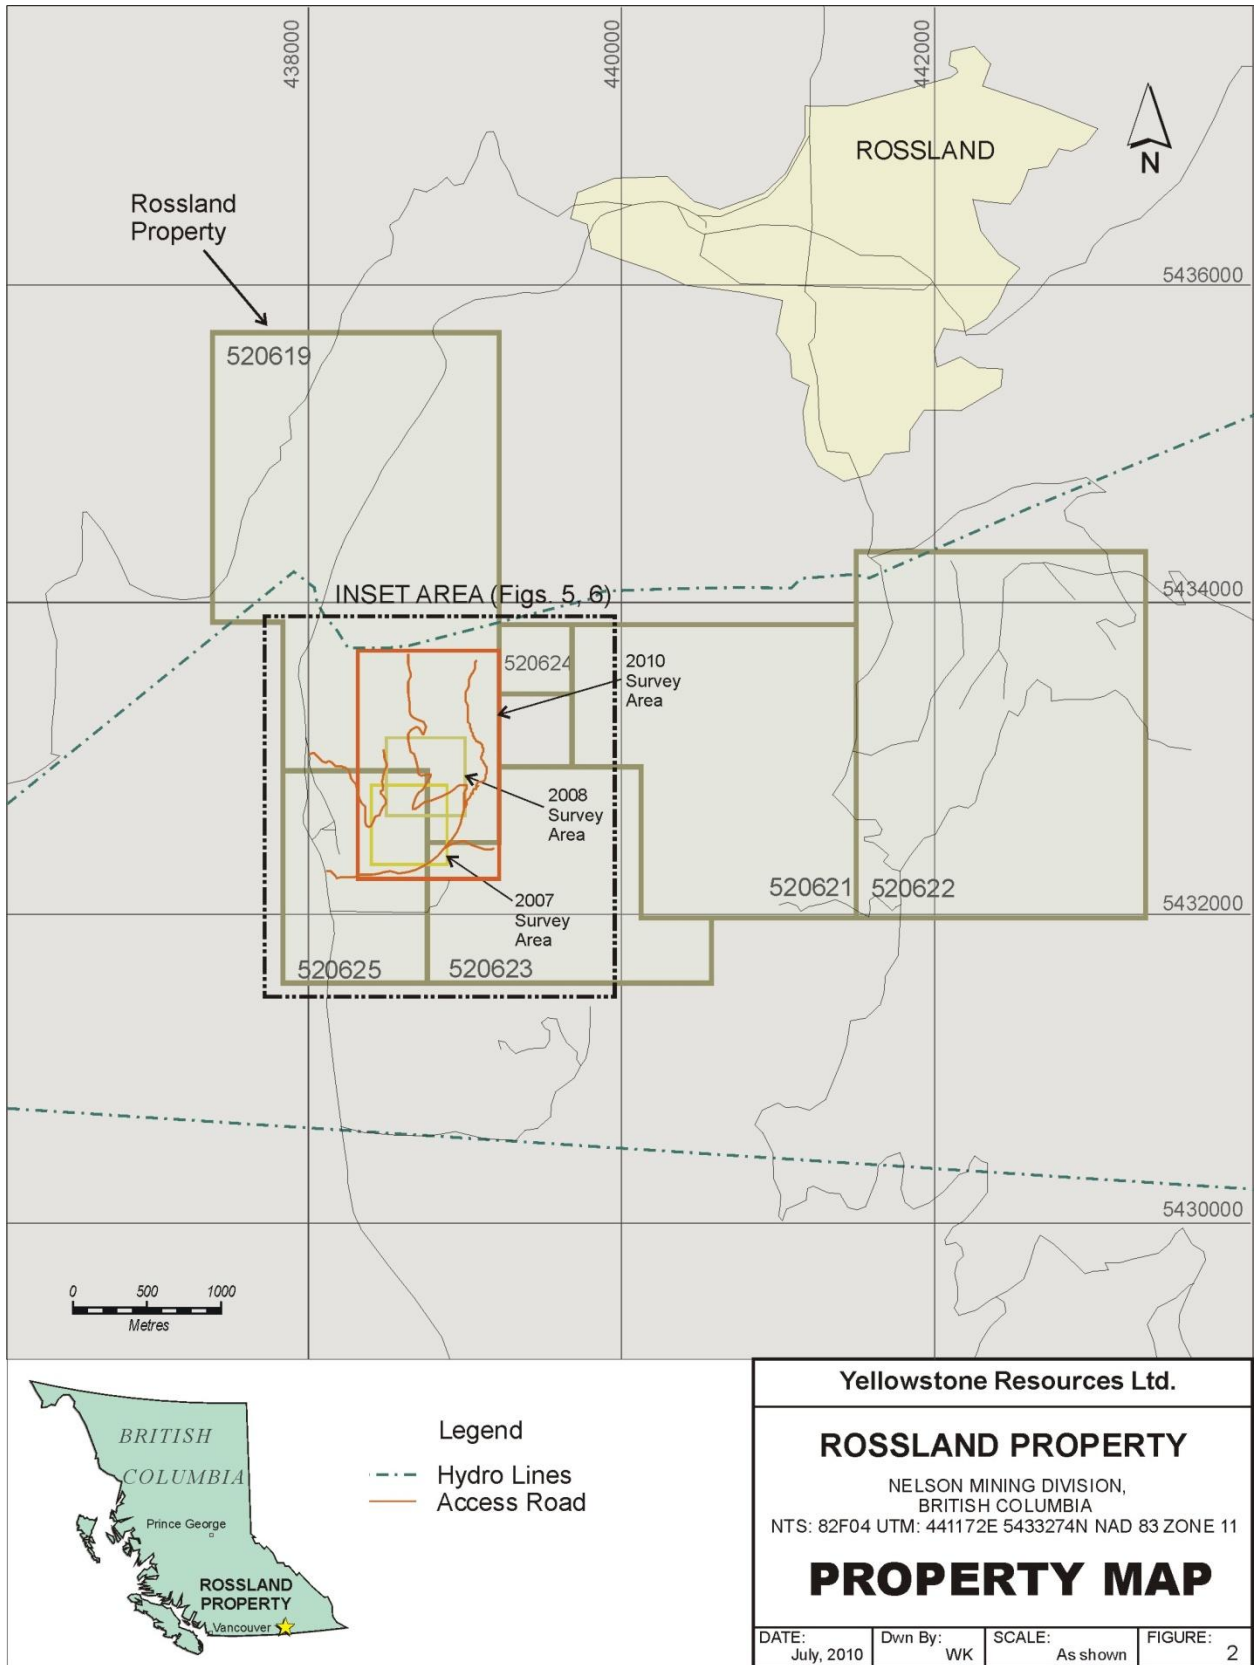 438000
440000
442000
ROSSLAND
N
Rossland
Property
5436000
520619
INSET AREA (Figs. 5, 6)
5434000
520624
2010
Survey
Area
2008
Survey
Area
520621
520622
2007
Survey
Area
5432000
520625
520623
5430000
0 500 1000
Metres
BRITISH
COLUMBIA
Prince George
ROSSLAND
PROPERTY
Vancouver
Legend
Hydro Lines
Access Road
Yellowstone Resources Ltd.
ROSSLAND PROPERTY
NELSON MINING DIVISION,
BRITISH COLUMBIA
NTS: 82F04 UTM: 441172E 5433274N NAD 83 ZONE 11
PROPERTY MAP
DATE:
July, 2010
Dwn By:
WK
SCALE:
As shown
FIGURE:
2